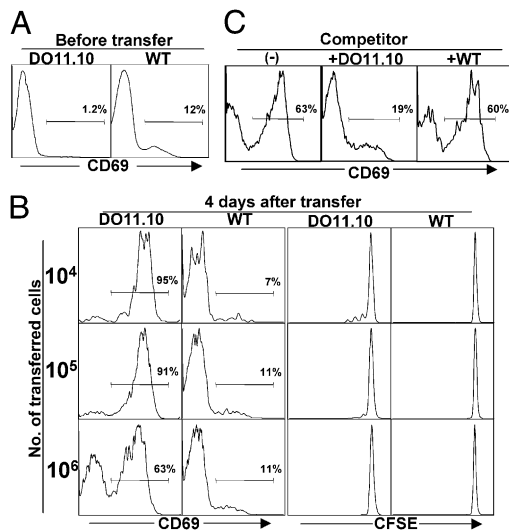 A
Before transfer
DO11.10 WT
1.2% 12%
CD69
C
Competitor
(-) +DO11.10 +WT
63% 19% 60%
CD69
B
4 days after transfer
DO11.10 WT DO11.10 WT
No. of transferred cells
10⁴ 95% 7%
10⁵ 91% 11%
10⁶ 63% 11%
CD69 CFSE